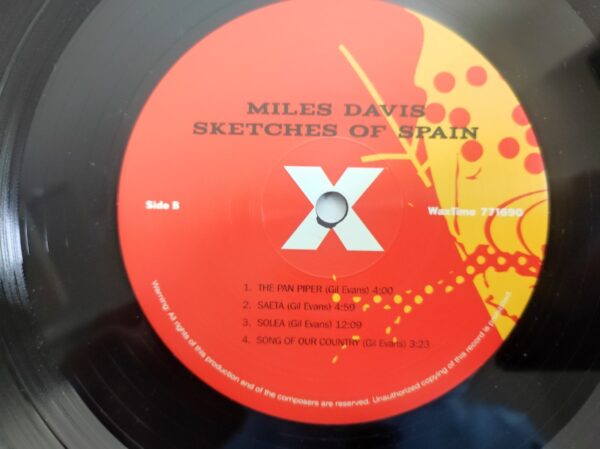 MILES DAVIS
SKETCHES OF SPAIN
X
Side B
WaxTime 771690
1. THE PAN PIPER (Gil Evans) 4:00
2. SAETA (Gil Evans) 4:59
3. SOLEA (Gil Evans) 12:09
4. SONG OF OUR COUNTRY (Gil Evans) 3:23
Warning: All rights of this production and of the composers are reserved. Unauthorized copying of this record is prohibited.